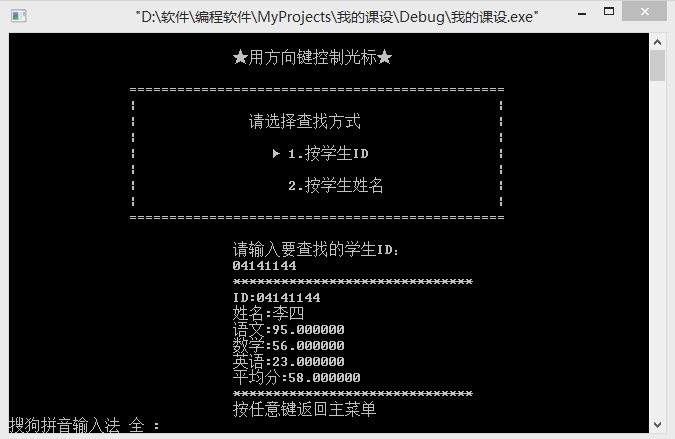 "D:\软件\编程软件\MyProjects\我的课设\Debug\我的课设.exe"
★用方向键控制光标★
===============================================
请选择查找方式
1.按学生ID
2.按学生姓名
===============================================
请输入要查找的学生ID:
04141144
******************************
ID:04141144
姓名:李四
语文:95.000000
数学:56.000000
英语:23.000000
平均分:58.000000
******************************
按任意键返回主菜单
搜狗拼音输入法 全 :